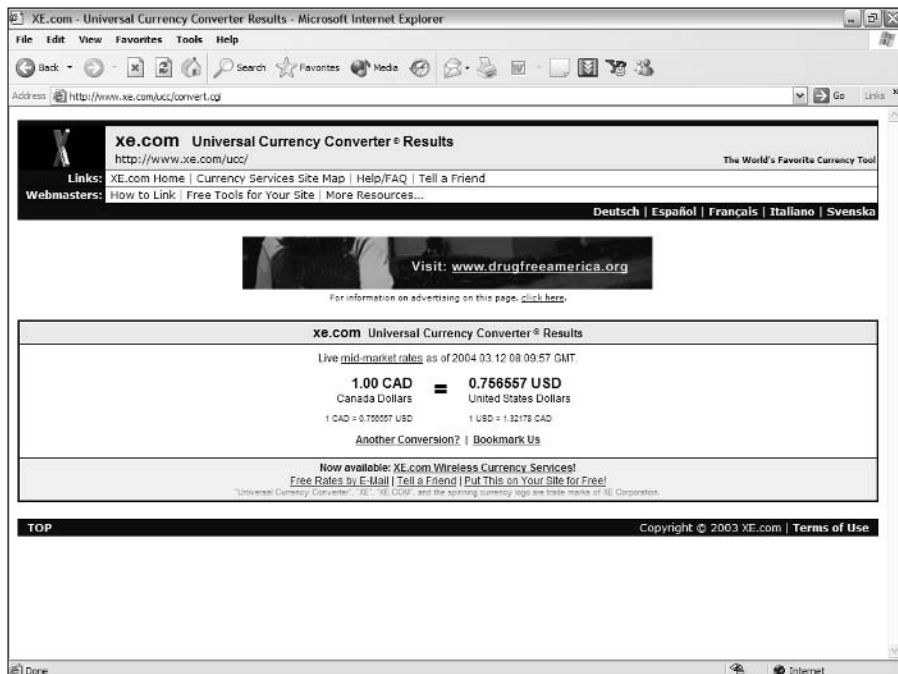 XE.com - Universal Currency Converter Results - Microsoft Internet Explorer
File Edit View Favorites Tools Help
Back Search Favorites Media
Address http://www.xe.com/ucc/convert.cgi Go Links
xe.com Universal Currency Converter ® Results
http://www.xe.com/ucc/ The World's Favorite Currency Tool
Links: XE.com Home | Currency Services Site Map | Help/FAQ | Tell a Friend
Webmasters: How to Link | Free Tools for Your Site | More Resources...
Deutsch | Español | Français | Italiano | Svenska
Visit: www.drugfreeamerica.org
For information on advertising on this page, click here.
xe.com Universal Currency Converter ® Results
Live mid-market rates as of 2004.03.12 08:09:57 GMT.
1.00 CAD = 0.756557 USD
Canada Dollars United States Dollars
1 CAD = 0.756557 USD 1 USD = 1.32178 CAD
Another Conversion? | Bookmark Us
Now available: XE.com Wireless Currency Services!
Free Rates by E-Mail | Tell a Friend | Put This on Your Site for Free!
"Universal Currency Converter", "XE", "XE.COM", and the spinning currency logo are trade marks of XE Corporation.
TOP Copyright © 2003 XE.com | Terms of Use
Done Internet